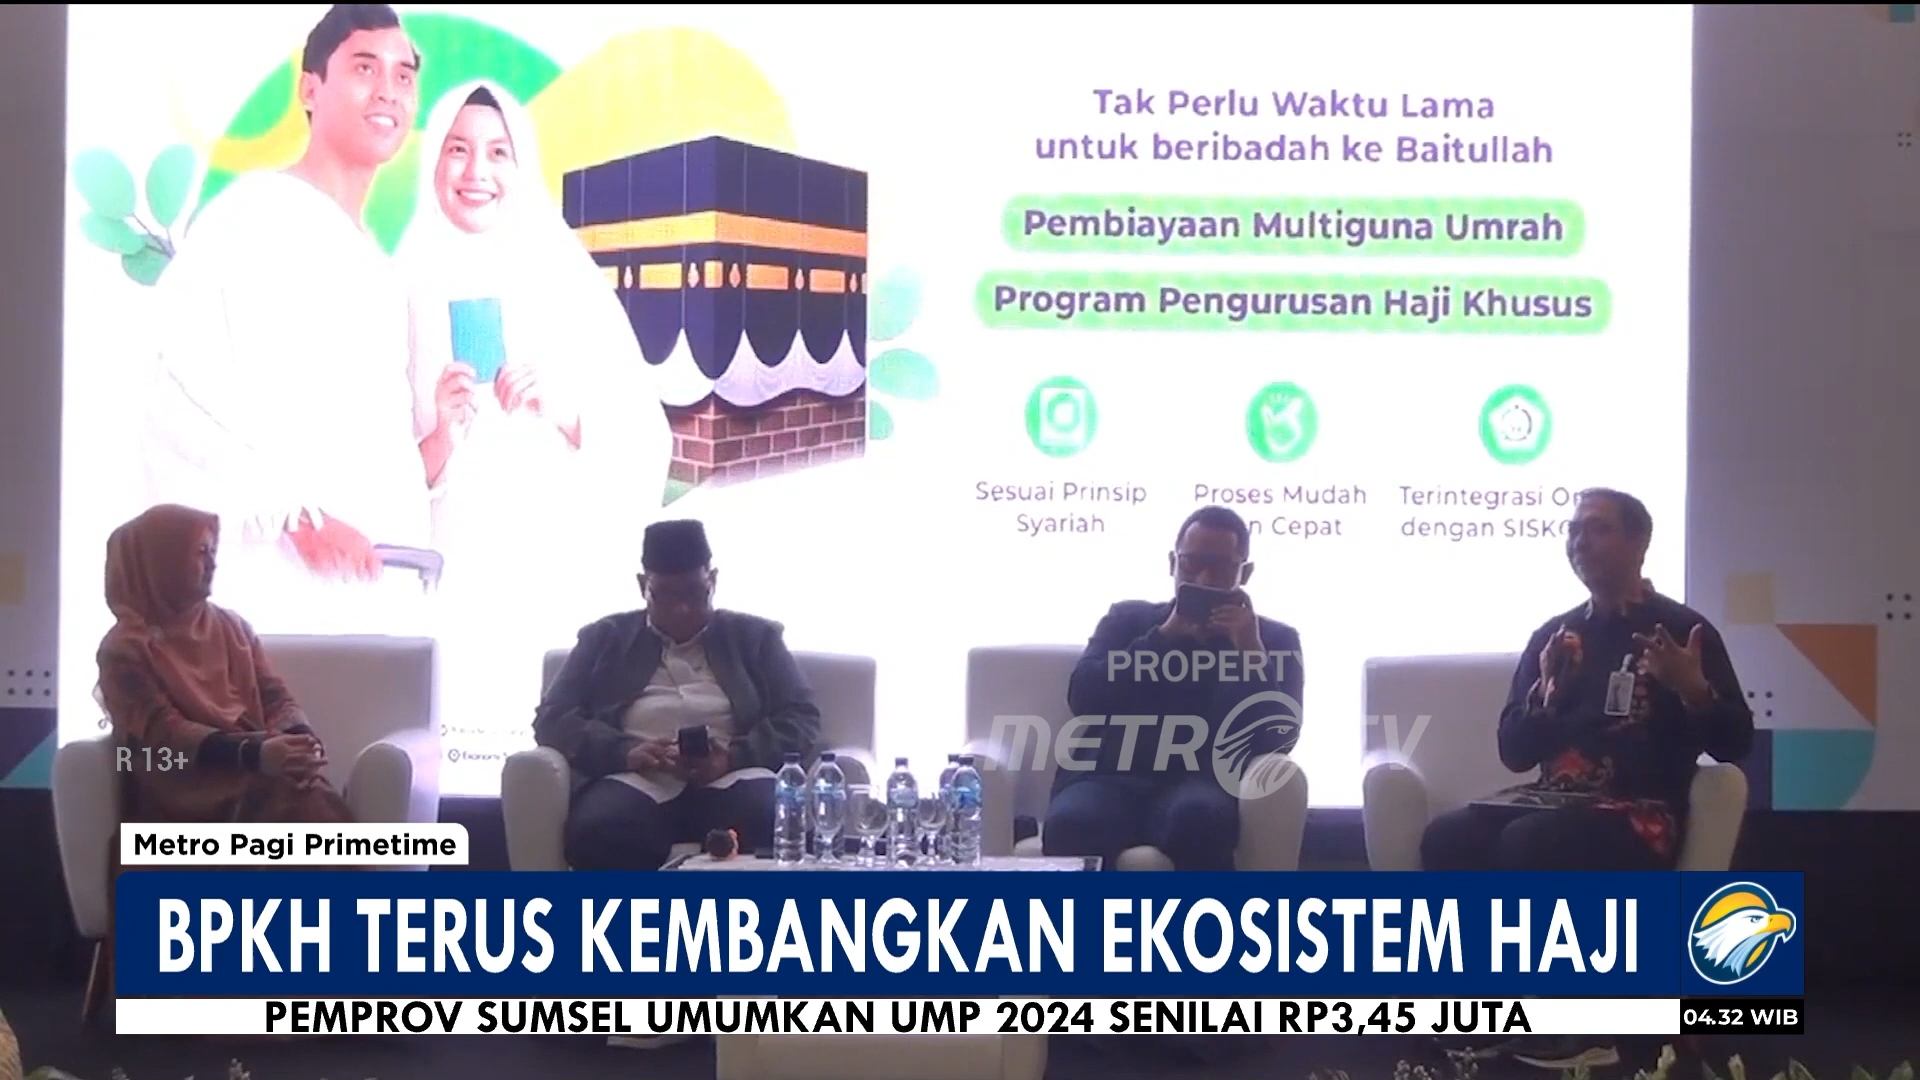 Tak Perlu Waktu Lama
untuk beribadah ke Baitullah
Pembiayaan Multiguna Umrah
Program Pengurusan Haji Khusus
Sesuai Prinsip
Syariah
Proses Mudah
Cepat
Terintegrasi
dengan
PROPERTY
METRO TV
R 13+
Metro Pagi Primetime
BPKH TERUS KEMBANGKAN EKOSISTEM HAJI
PEMPROV SUMSEL UMUMKAN UMP 2024 SENILAI RP3,45 JUTA
04.32 WIB